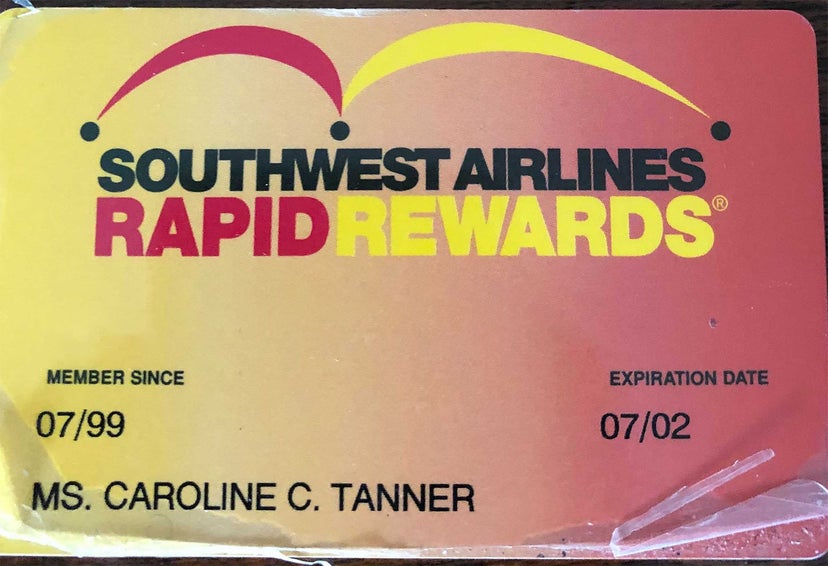 SOUTHWEST AIRLINES
RAPID REWARDS®
MEMBER SINCE
EXPIRATION DATE
07/99
07/02
MS. CAROLINE C. TANNER